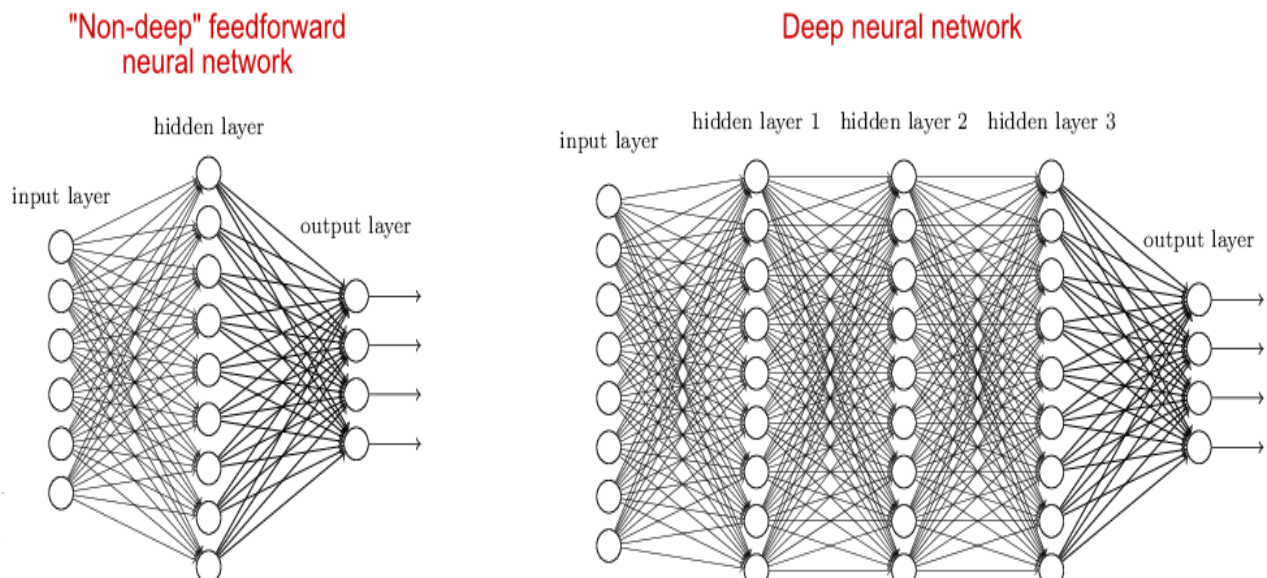 "Non-deep" feedforward
neural network
hidden layer
input layer
output layer
Deep neural network
hidden layer 1 hidden layer 2 hidden layer 3
input layer
output layer